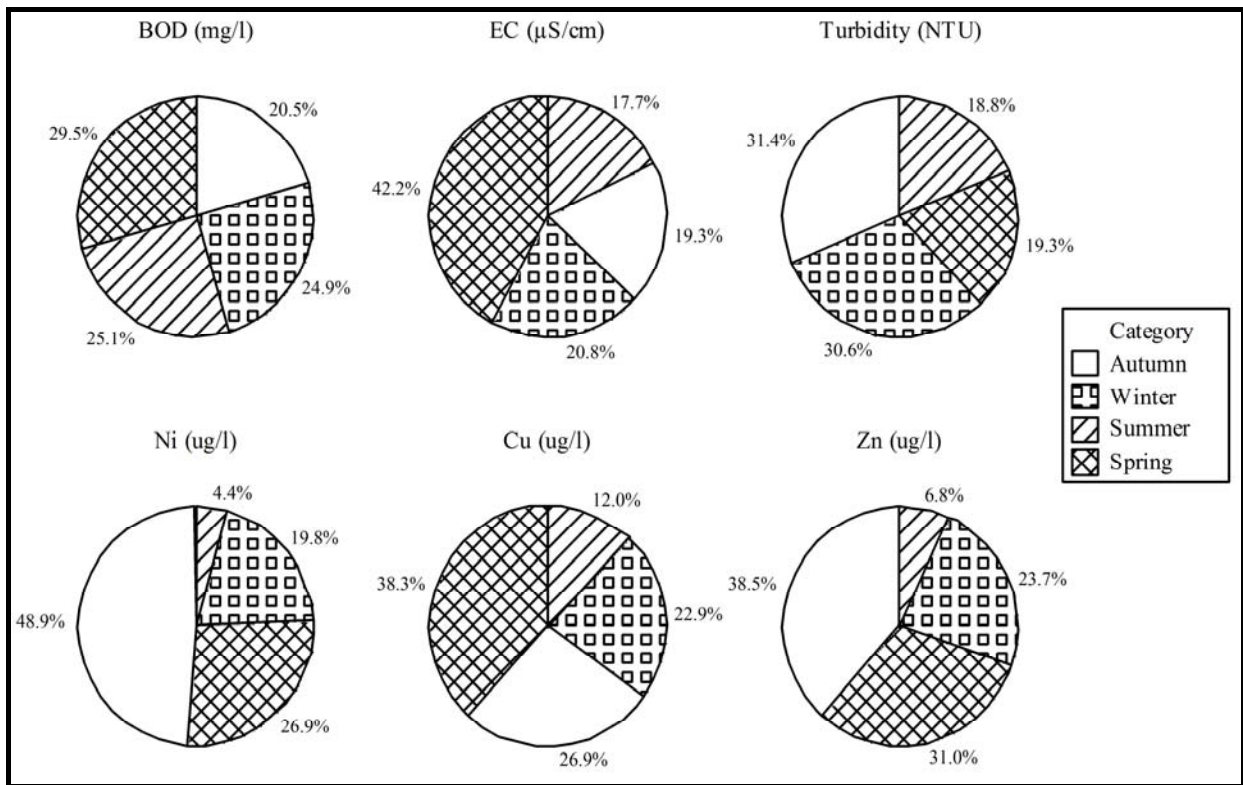 BOD (mg/l)
EC (µS/cm)
Turbidity (NTU)
20.5%
29.5%
24.9%
25.1%
17.7%
42.2%
19.3%
20.8%
18.8%
31.4%
19.3%
30.6%
Category
Autumn
Winter
Summer
Spring
Ni (ug/l)
Cu (ug/l)
Zn (ug/l)
4.4%
19.8%
48.9%
26.9%
12.0%
38.3%
22.9%
26.9%
6.8%
38.5%
23.7%
31.0%